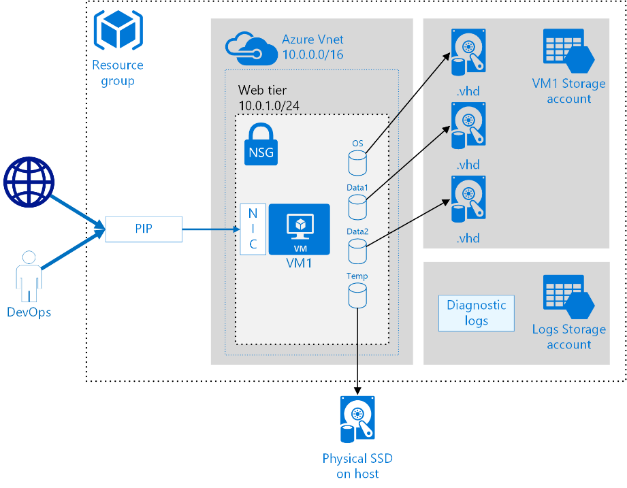 Resource
group
Azure Vnet
10.0.0.0/16
Web tier
10.0.1.0/24
NSG
OS
Data1
Data2
Temp
PIP
N
I
C
VM
VM1
DevOps
.vhd
.vhd
.vhd
VM1 Storage
account
Diagnostic
logs
Logs Storage
account
Physical SSD
on host